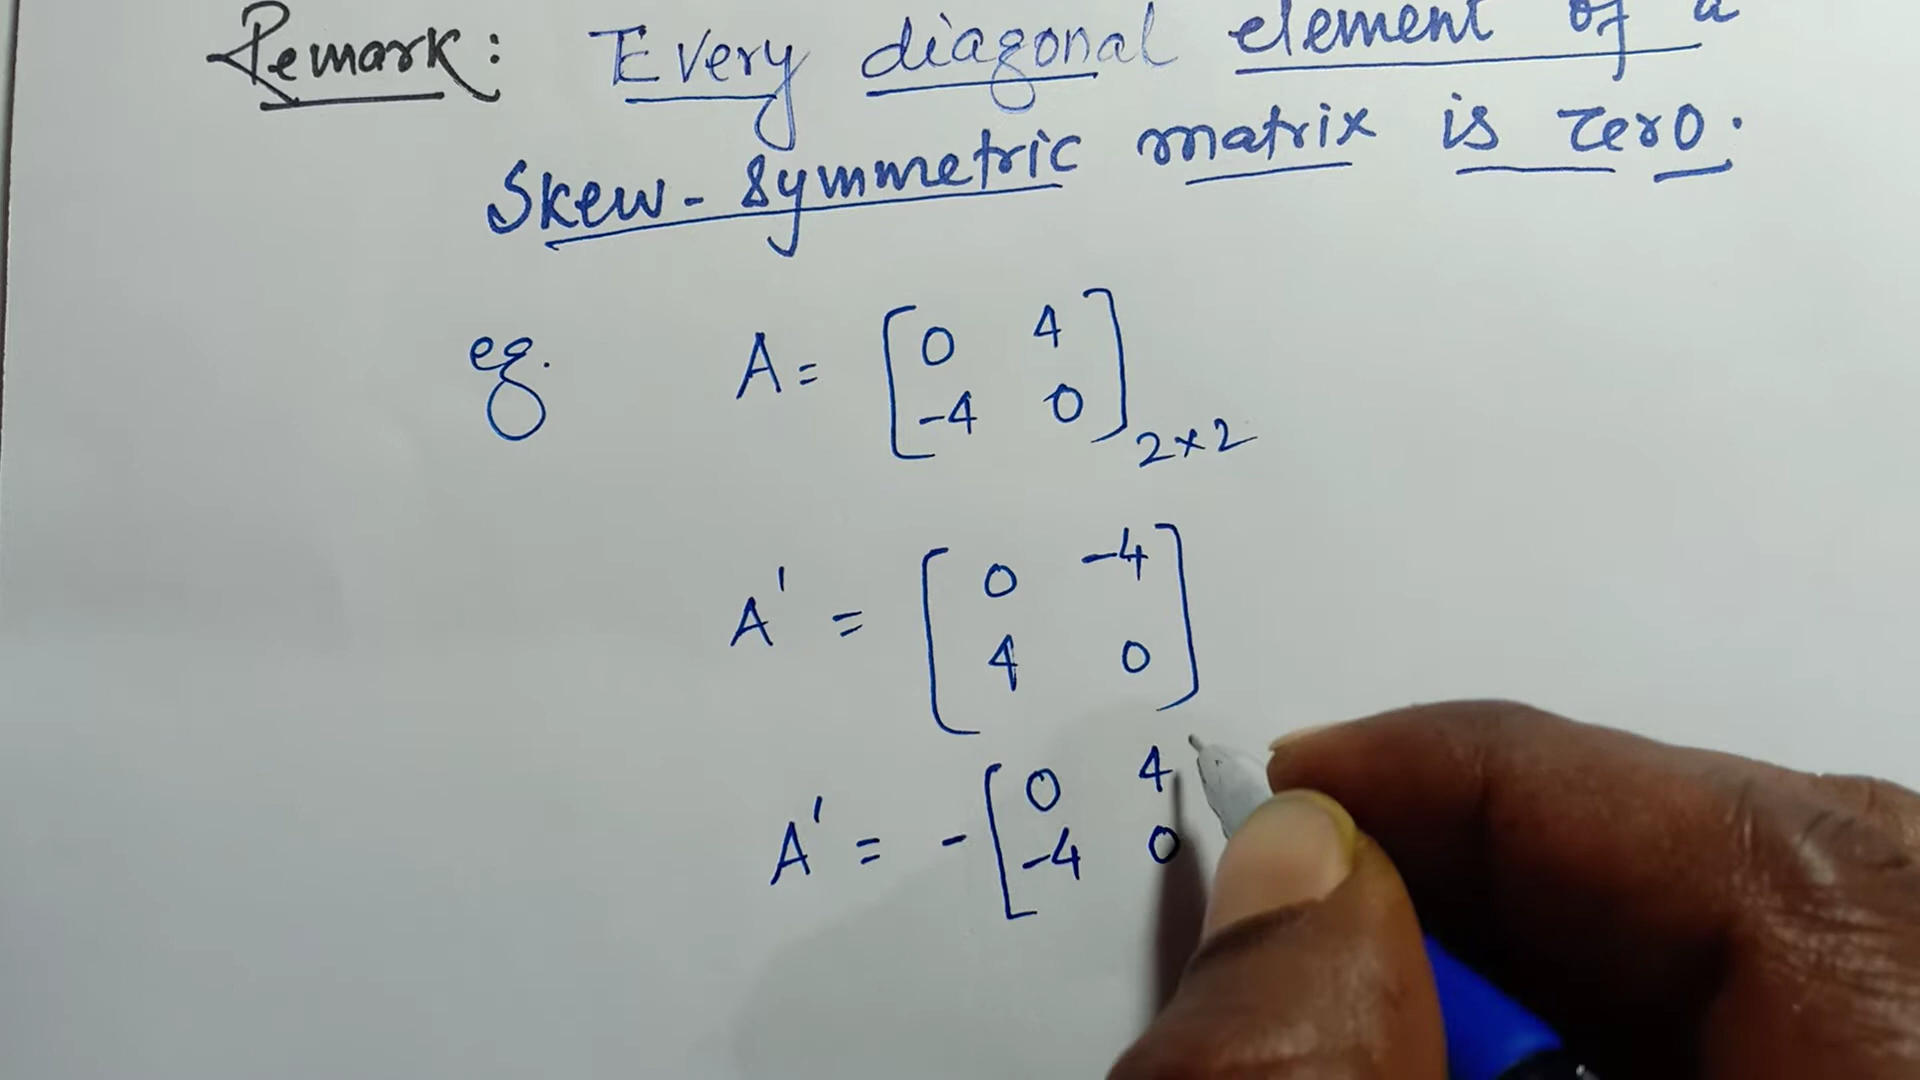 Remark: Every diagonal element of a
Skew-symmetric matrix is zero.
eg. A = [0 4
-4 0]2×2
A' = [0 -4
4 0]
A' = -[0 4
-4 0